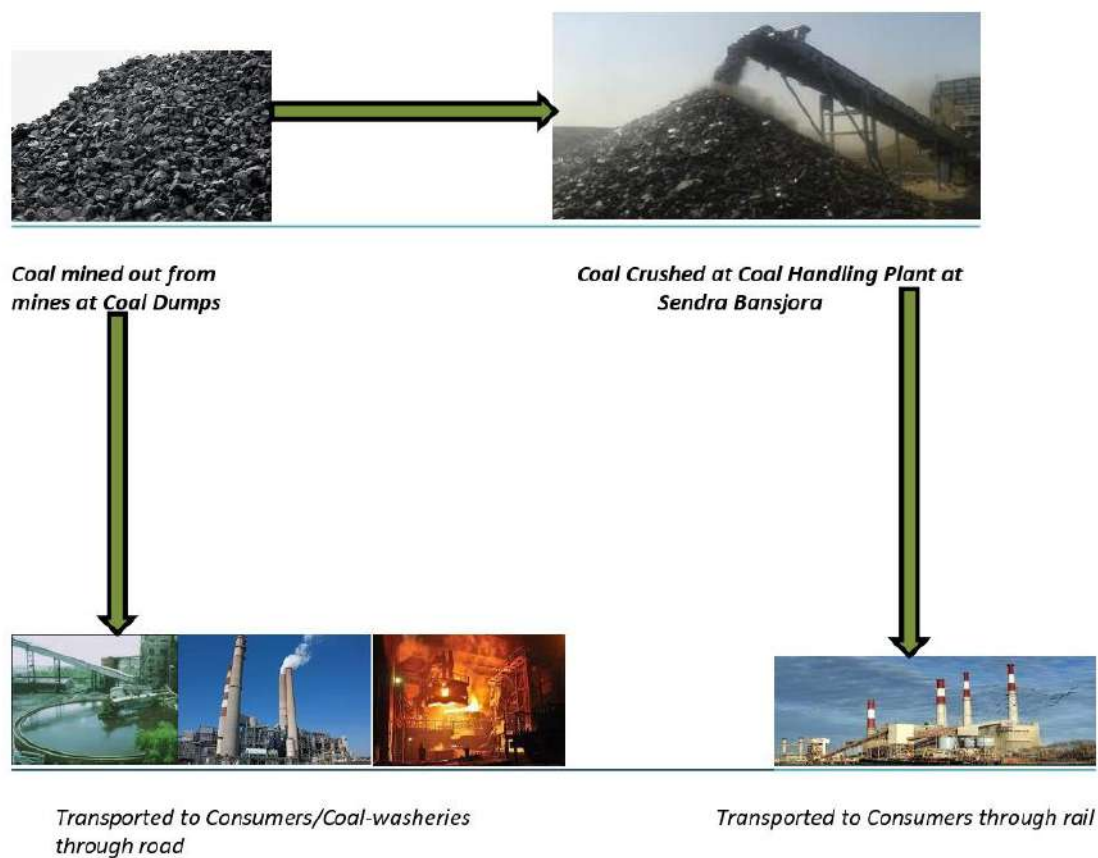 Coal mined out from
mines at Coal Dumps
Coal Crushed at Coal Handling Plant at
Sendra Bansjora
Transported to Consumers/Coal-washeries
through road
Transported to Consumers through rail